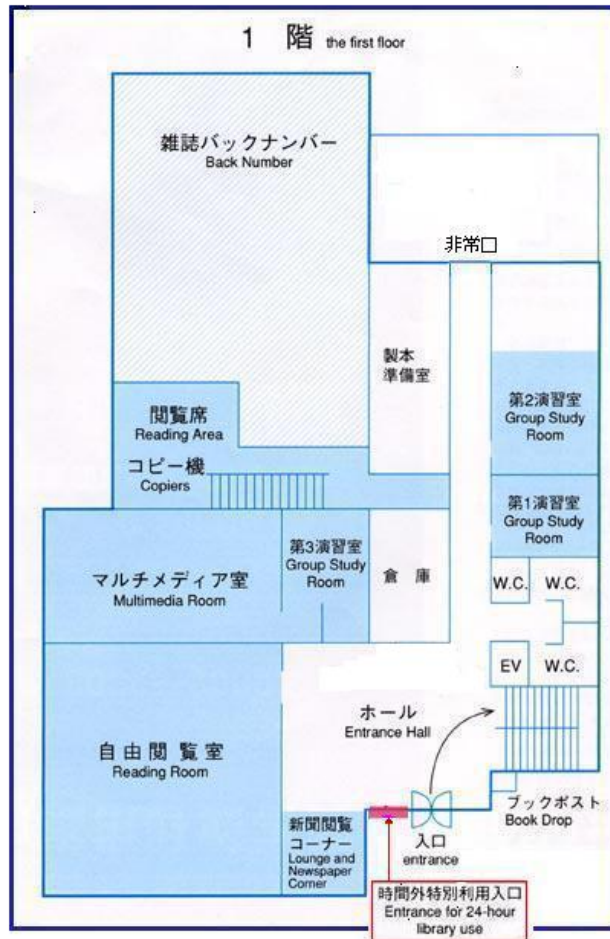 1 階 the first floor
雑誌バックナンバー
Back Number
非常口
製本
準備室
閲覧席
Reading Area
コピー機
Copiers
第2演習室
Group Study
Room
第1演習室
Group Study
Room
マルチメディア室
Multimedia Room
第3演習室
Group Study
Room
倉 庫
W.C. W.C.
EV W.C.
ホール
Entrance Hall
自由閲覧室
Reading Room
新聞閲覧
コーナー
Lounge and
Newspaper
Corner
入口
entrance
ブックポスト
Book Drop
時間外特別利用入口
Entrance for 24-hour
library use